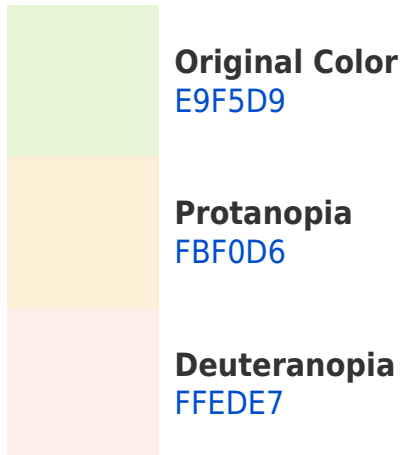 Original Color
E9F5D9
Protanopia
FBF0D6
Deuteranopia
FFEDE7